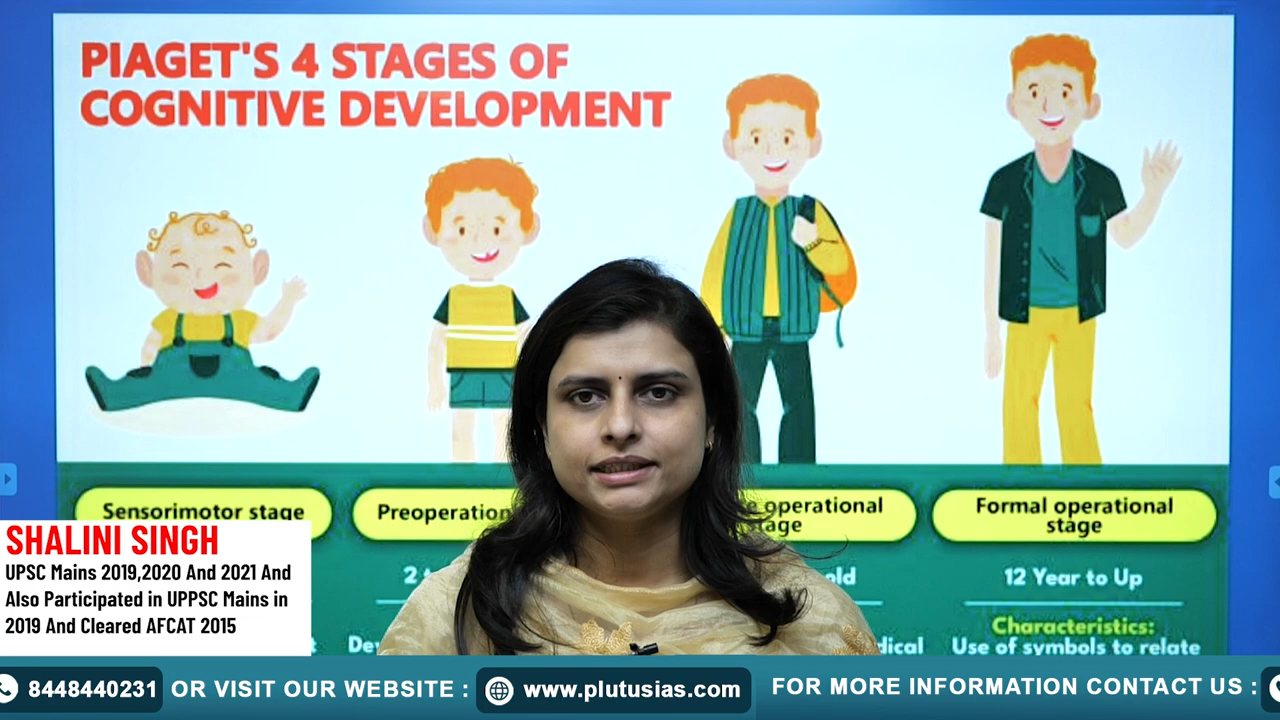 PIAGET'S 4 STAGES OF
COGNITIVE DEVELOPMENT
Sensorimotor stage
operational
stage
Formal operational
stage
2
old
12 Year to Up
Characteristics:
Use of symbols to relate
SHALINI SINGH
UPSC Mains 2019,2020 And 2021 And
Also Participated in UPPSC Mains in
2019 And Cleared AFCAT 2015
8448440231 OR VISIT OUR WEBSITE : www.plutusias.com FOR MORE INFORMATION CONTACT US :